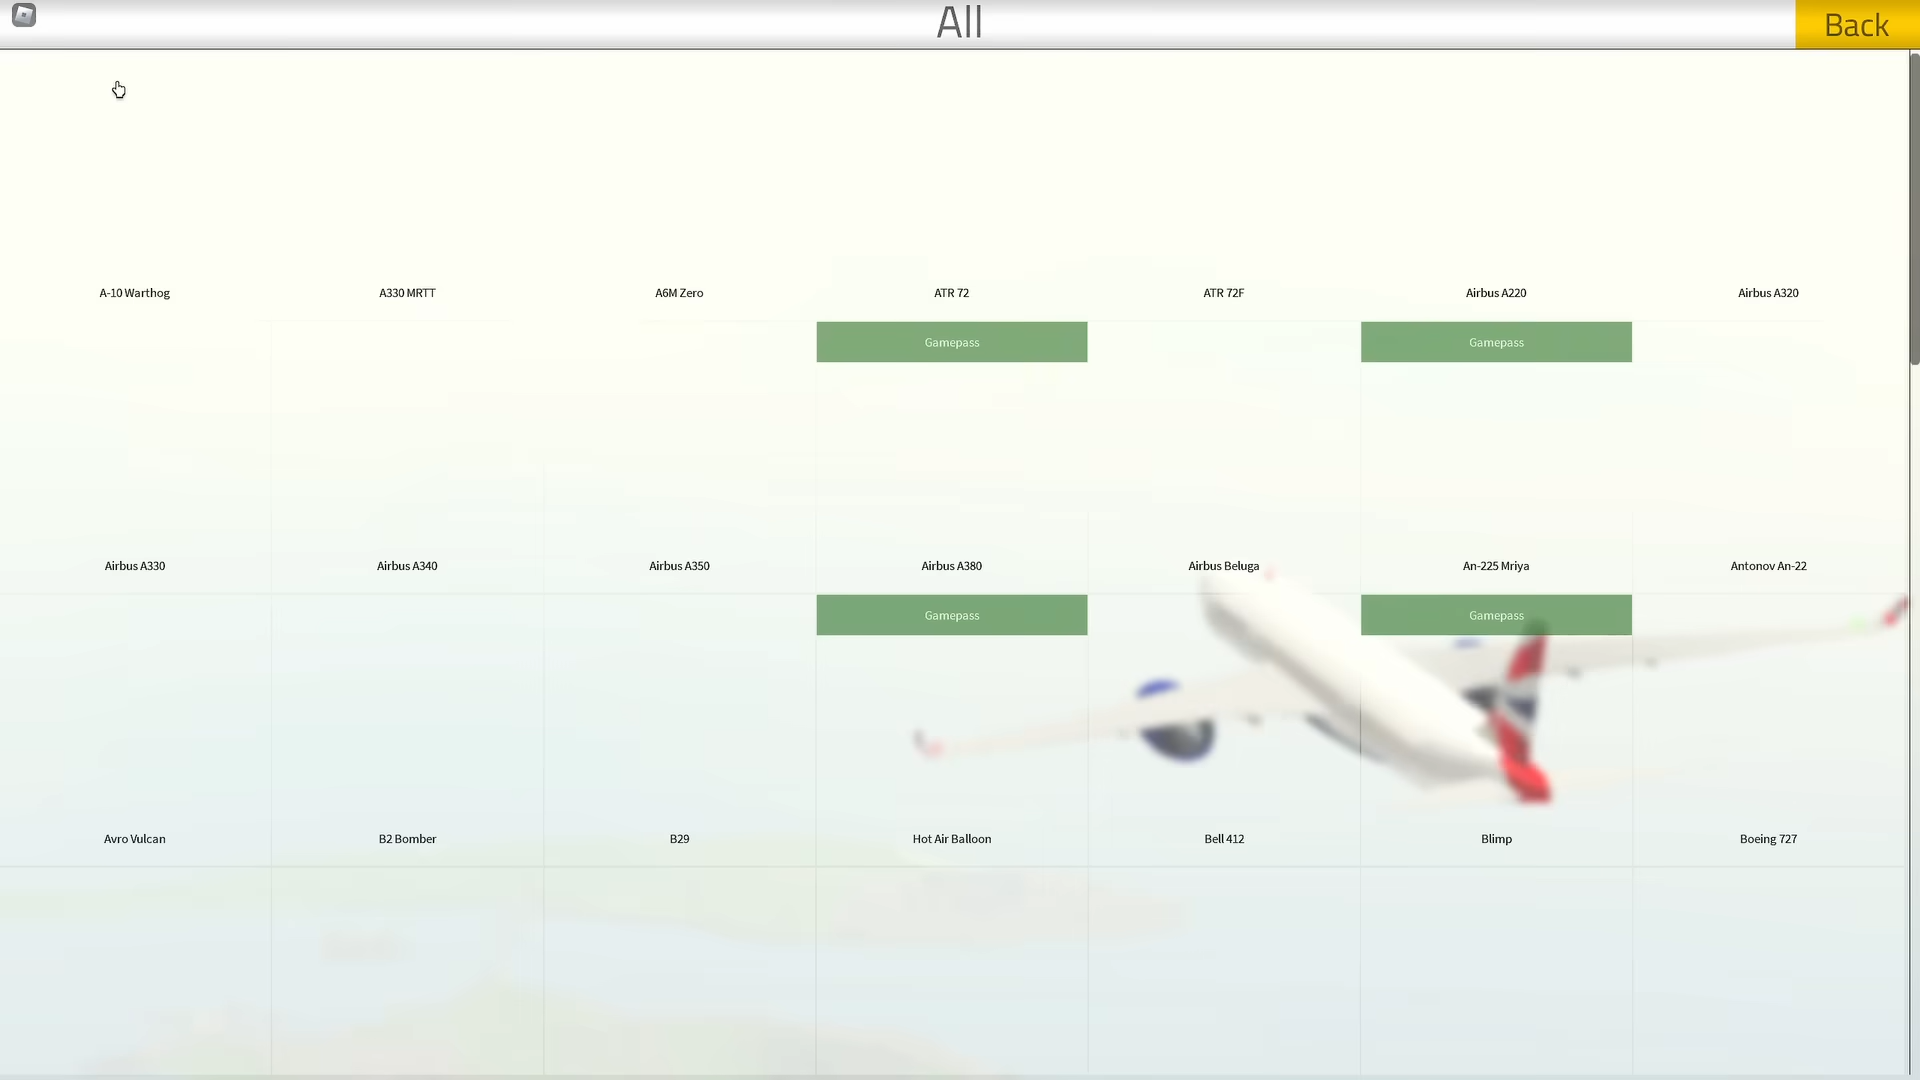 All
Back
A-10 Warthog
A330 MRTT
A6M Zero
ATR 72
ATR 72F
Airbus A220
Airbus A320
Gamepass
Gamepass
Airbus A330
Airbus A340
Airbus A350
Airbus A380
Airbus Beluga
An-225 Mriya
Antonov An-22
Gamepass
Gamepass
Avro Vulcan
B2 Bomber
B29
Hot Air Balloon
Bell 412
Blimp
Boeing 727